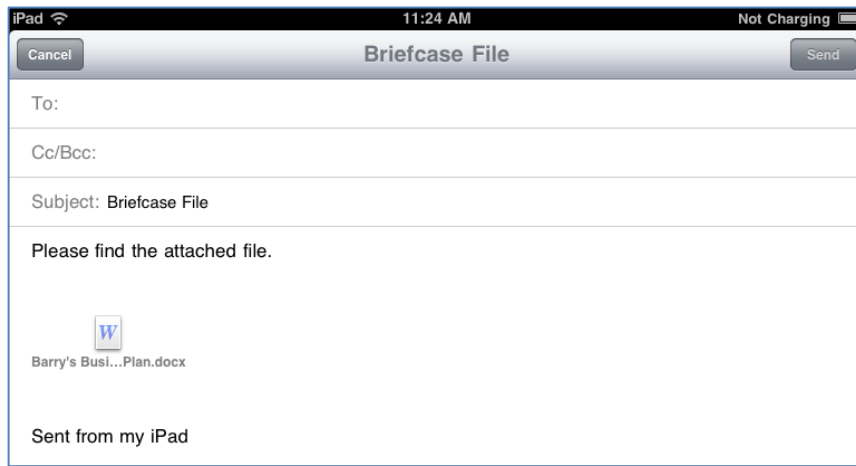 iPad 11:24 AM Not Charging
Cancel Briefcase File Send
To:
Cc/Bcc:
Subject: Briefcase File
Please find the attached file.
W
Barry's Busi...Plan.docx
Sent from my iPad